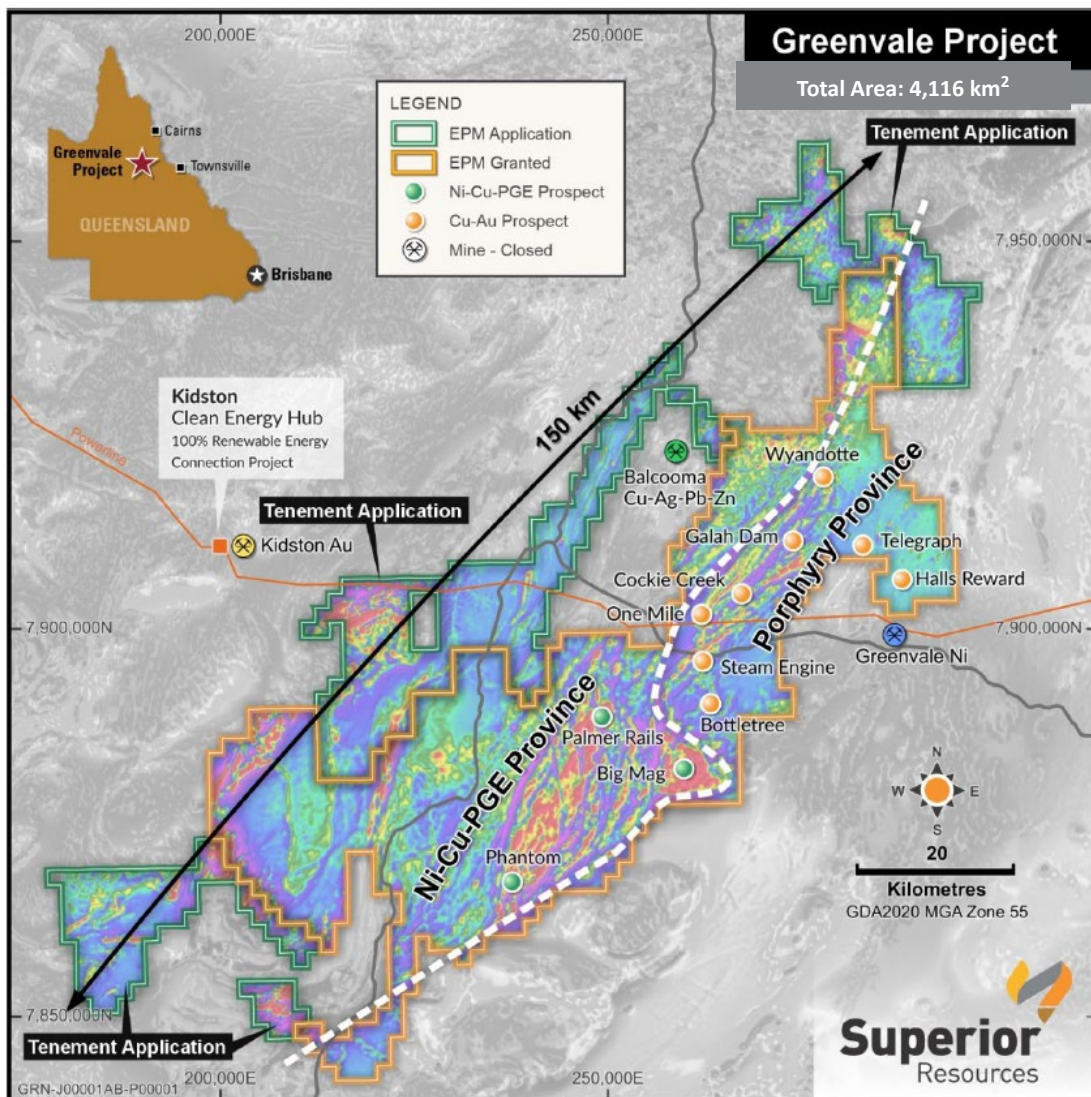 200,000E
250,000E
Greenvale Project
Total Area: 4,116 km²
Cairns
Greenvale
Project
Townsville
QUEENSLAND
Brisbane
LEGEND
EPM Application
EPM Granted
Ni-Cu-PGE Prospect
Cu-Au Prospect
Mine - Closed
Tenement Application
7,950,000N
Kidston
Clean Energy Hub
100% Renewable Energy
Connection Project
Powerline
150 km
Wyandotte
Balcooma
Cu-Ag-Pb-Zn
Tenement Application
Kidston Au
Galah Dam
Telegraph
Porphyry Province
Cockie Creek
Halls Reward
One Mile
7,900,000N
7,900,000N
Greenvale Ni
Steam Engine
Ni-Cu-PGE Province
Palmer Rails
Bottletree
Big Mag
N
W
E
S
Phantom
20
Kilometres
GDA2020 MGA Zone 55
7,850,000N
Tenement Application
Superior
Resources
GRN-J00001AB-P00001
200,000E
250,000E